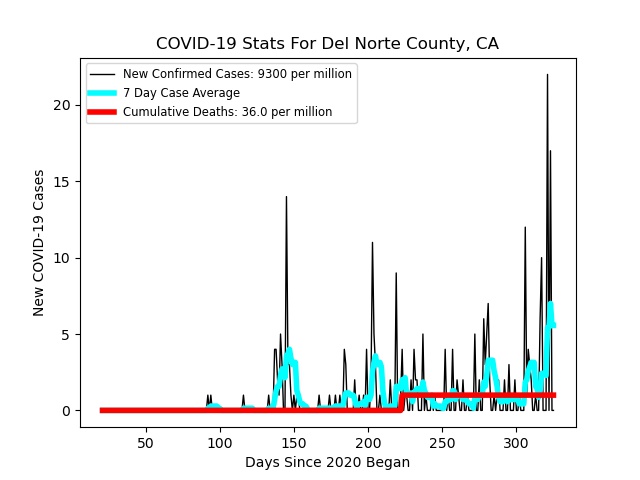 COVID-19 Stats For Del Norte County, CA
New Confirmed Cases: 9300 per million
7 Day Case Average
Cumulative Deaths: 36.0 per million
New COVID-19 Cases
20
15
10
5
0
50 100 150 200 250 300
Days Since 2020 Began